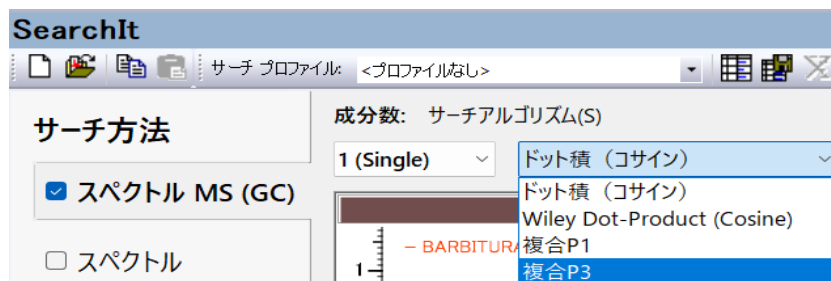 SearchIt
サーチ プロファイル: <プロファイルなし>
サーチ方法
成分数: サーチアルゴリズム(S)
1 (Single) ドット積（コサイン）
スペクトル MS (GC)
ドット積（コサイン）
Wiley Dot-Product (Cosine)
複合P1
複合P3
スペクトル
1